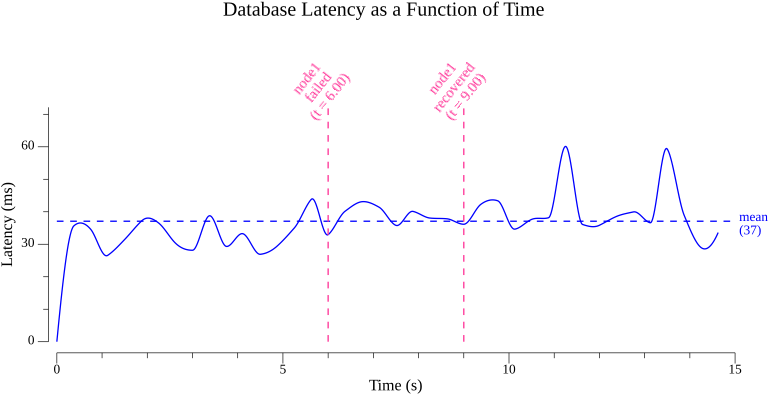 Database Latency as a Function of Time
node1
failed
(t = 6.00)
node1
recovered
(t = 9.00)
60
30
0
Latency (ms)
mean
(37)
0
5
10
15
Time (s)